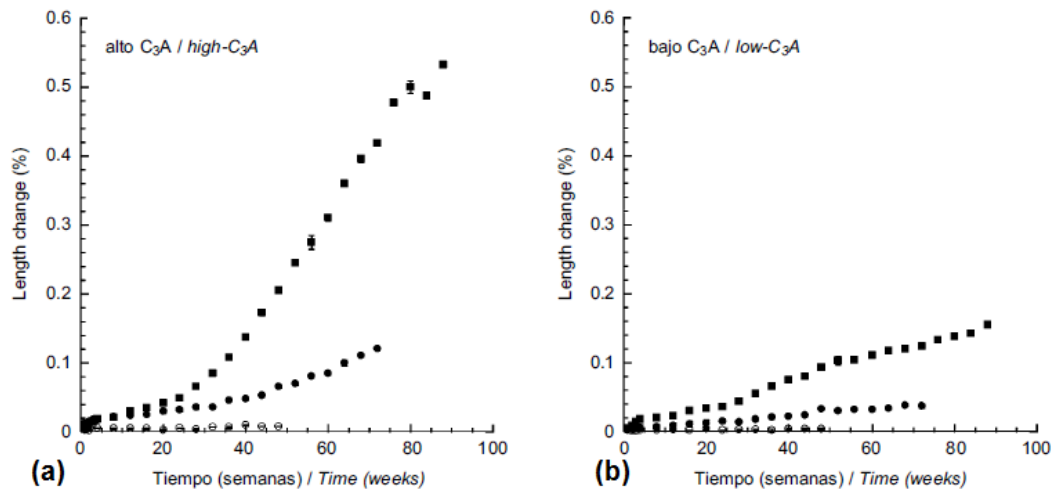 0.6
0.5
0.4
0.3
0.2
0.1
0
Length change (%)
alto C₃A / high-C₃A
0 20 40 60 80 100
Tiempo (semanas) / Time (weeks)
(a)
0.6
0.5
0.4
0.3
0.2
0.1
0
Length change (%)
bajo C₃A / low-C₃A
0 20 40 60 80 100
Tiempo (semanas) / Time (weeks)
(b)